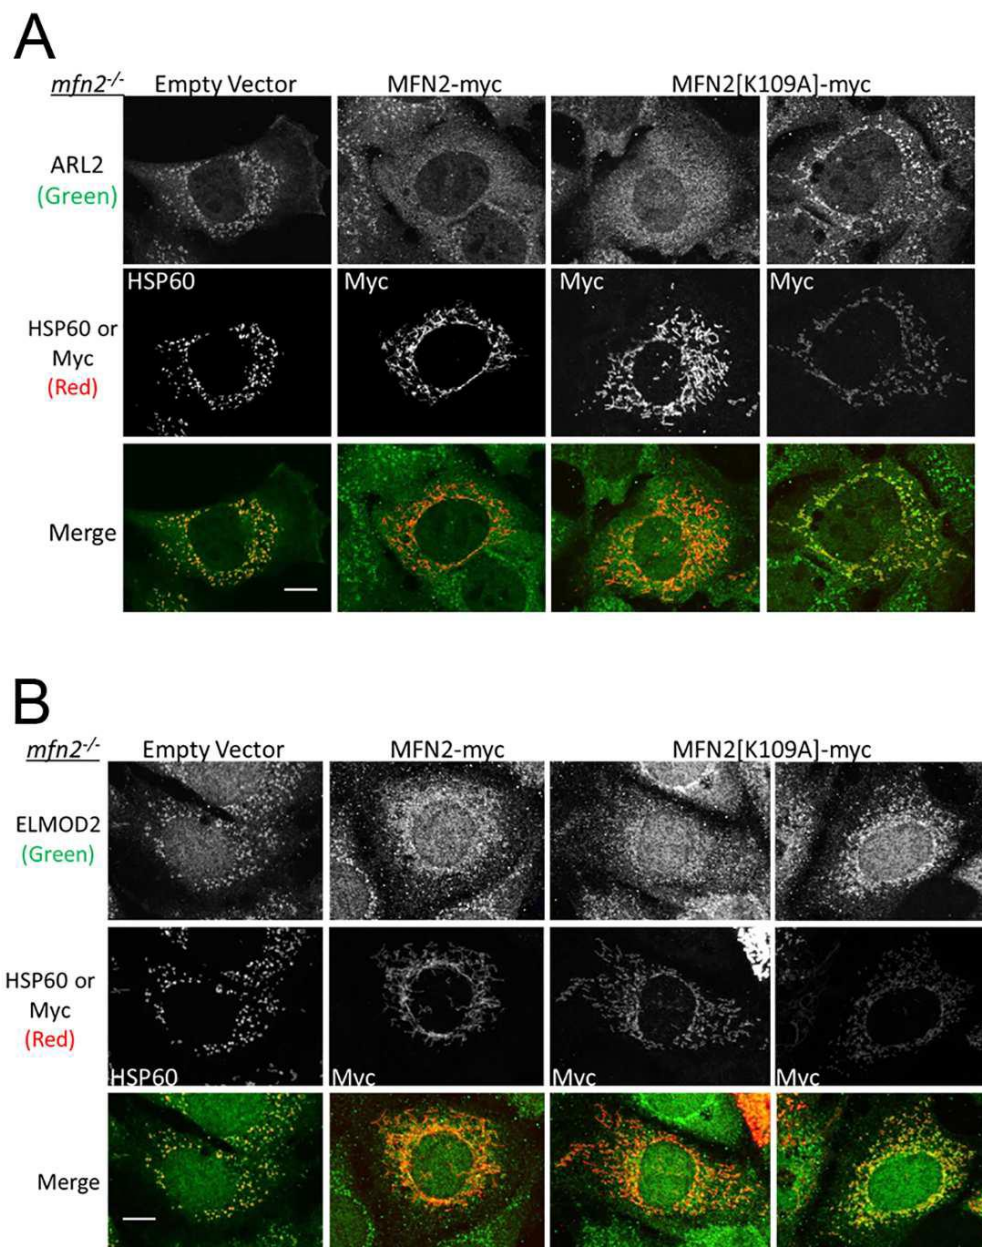 A
mfn2-/- Empty Vector MFN2-myc MFN2[K109A]-myc
ARL2
(Green)
HSP60 Myc Myc Myc
HSP60 or
Myc
(Red)
Merge
B
mfn2-/- Empty Vector MFN2-myc MFN2[K109A]-myc
ELMOD2
(Green)
HSP60 or
Myc
(Red)
HSP60 Myc Myc Myc
Merge